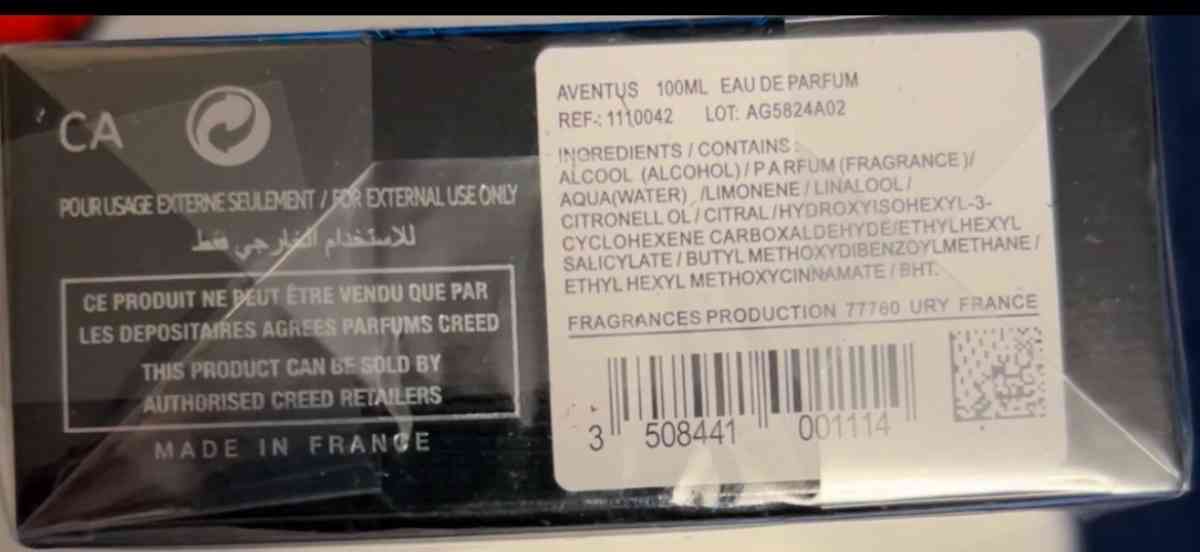 CA
POUR USAGE EXTERNE SEULEMENT / FOR EXTERNAL USE ONLY
للاستخدام الخارجي فقط
CE PRODUIT NE PEUT ÊTRE VENDU QUE PAR
LES DEPOSITAIRES AGREES PARFUMS CREED
THIS PRODUCT CAN BE SOLD BY
AUTHORISED CREED RETAILERS
MADE IN FRANCE
AVENTUS 100ML EAU DE PARFUM
REF-: 1110042 LOT: AG5824A02
INOREDIENTS / CONTAINS :
ALCOOL (ALCOHOL) / PARFUM (FRAGRANCE )/
AQUA(WATER) /LIMONENE / LINALOOL /
CITRONELL OL / CITRAL /HYDROXYISOHEXYL-3-
CYCLOHEXENE CARBOXALDEHYDE/ETHYLHEXYL
SALICYLATE / BUTYL METHOXYDIBENZOYLMETHANE /
ETHYL HEXYL METHOXYCINNAMATE / BHT.
FRAGRANCES PRODUCTION 77760 URY FRANCE
3 508441 001114